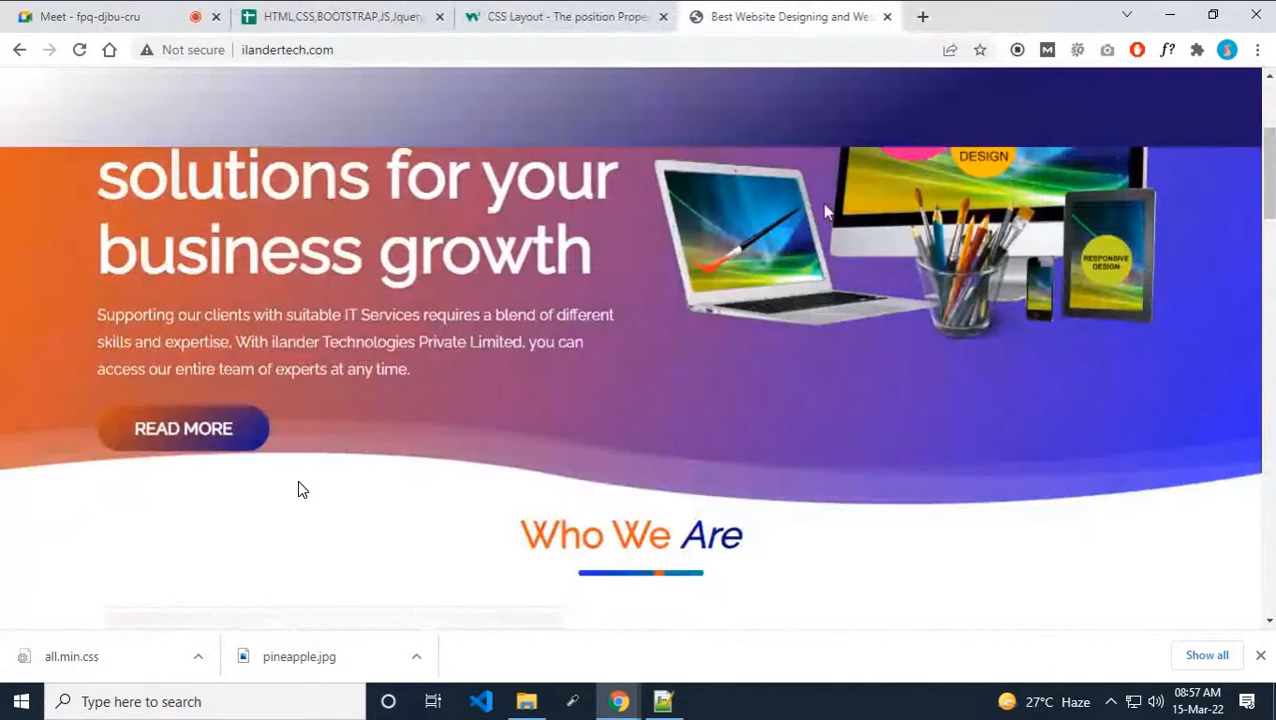 Meet - fpq-djbu-cru
HTML,CSS,BOOTSTRAP,JS,Jquery,
CSS Layout - The position Prope
Best Website Designing and We
Not secure
ilandertech.com
DESIGN
solutions for your
business growth
RESPONSIVE
DESIGN
Supporting our clients with suitable IT Services requires a blend of different
skills and expertise, With ilander Technologies Private Limited. you can
access our entire team of experts at any time.
READ MORE
Who We Are
all.min.css
pineapple.jpg
Show all
Type here to search
27°C Haze
08:57 AM
15-Mar-22